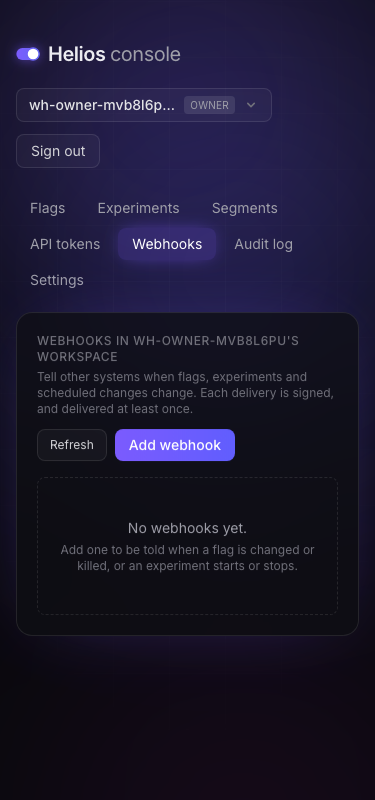 Helios console
wh-owner-mvb8l6p... OWNER
Sign out
Flags Experiments Segments
API tokens Webhooks Audit log
Settings
WEBHOOKS IN WH-OWNER-MVB8L6PU'S
WORKSPACE
Tell other systems when flags, experiments and
scheduled changes change. Each delivery is signed,
and delivered at least once.
Refresh Add webhook
No webhooks yet.
Add one to be told when a flag is changed or
killed, or an experiment starts or stops.